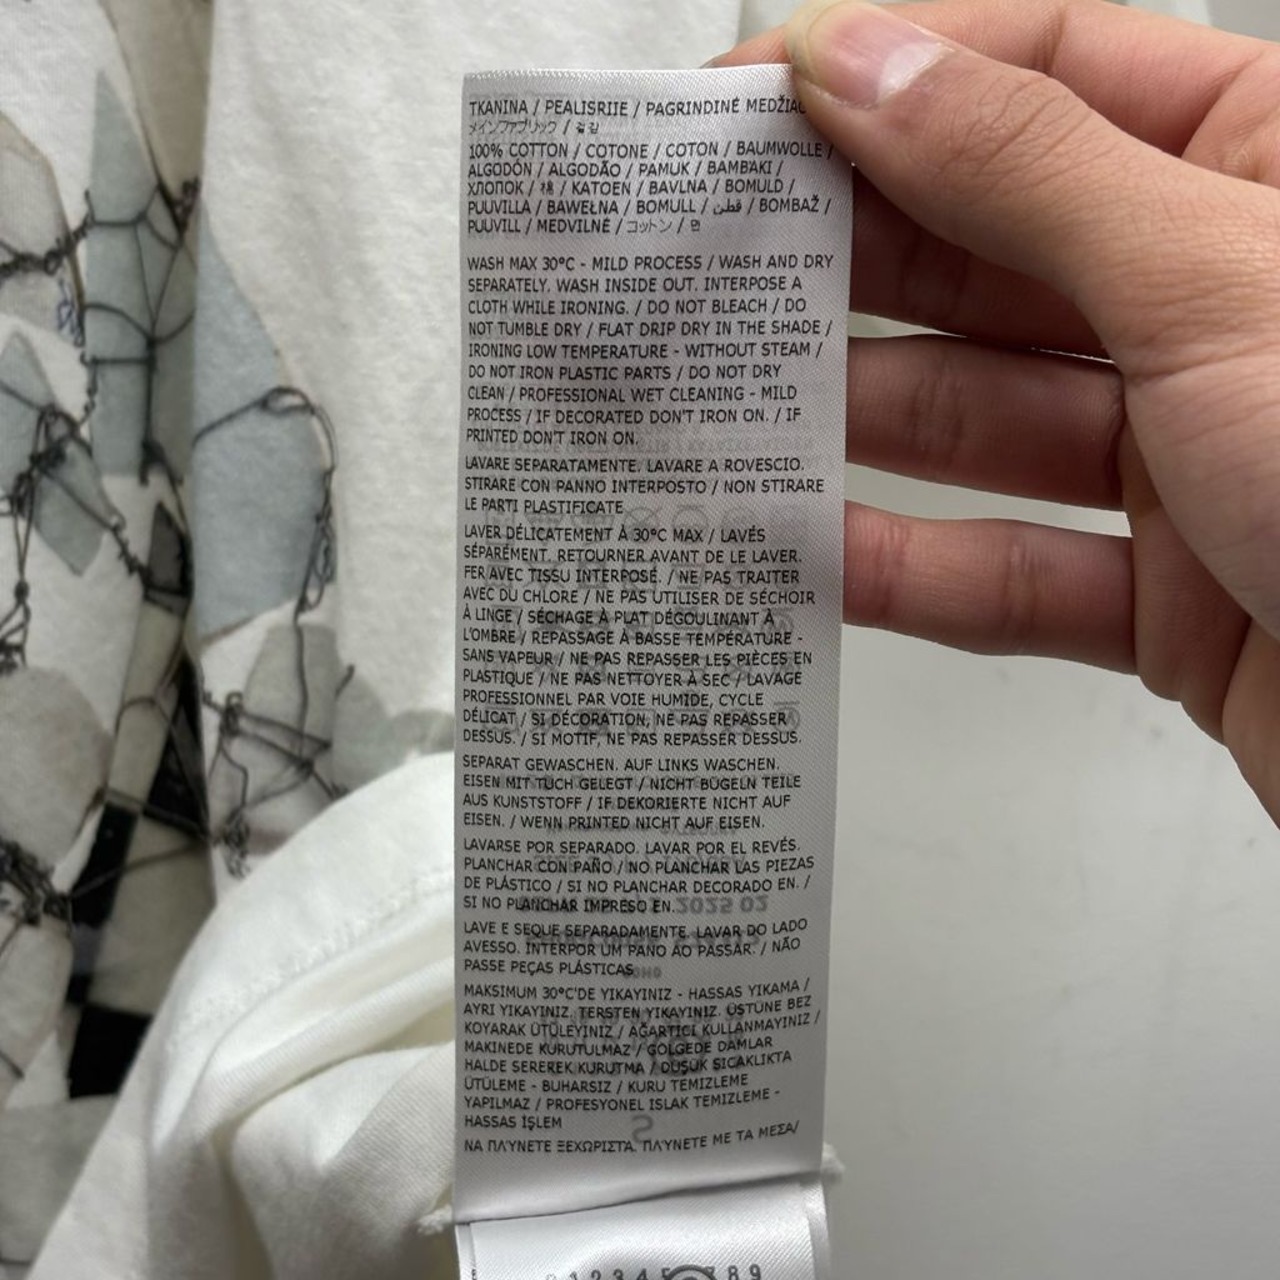 TKANINA / PEALISRIIE / PAGRINDINĖ MEDŽIAG
メインファブリック / 겉감
100% COTTON / COTONE / COTON / BAUMWOLLE /
ALGODÓN / ALGODÃO / PAMUK / BAMBAKI /
ХЛОПОК / 棉 / KATOEN / BAVLNA / BOMULD /
PUUVILLA / BAWEŁNA / BOMULL / قطن / BOMBAŽ /
PUUVILL / MEDVILNĖ / コットン / 면
WASH MAX 30°C - MILD PROCESS / WASH AND DRY
SEPARATELY. WASH INSIDE OUT. INTERPOSE A
CLOTH WHILE IRONING. / DO NOT BLEACH / DO
NOT TUMBLE DRY / FLAT DRIP DRY IN THE SHADE /
IRONING LOW TEMPERATURE - WITHOUT STEAM /
DO NOT IRON PLASTIC PARTS / DO NOT DRY
CLEAN / PROFESSIONAL WET CLEANING - MILD
PROCESS / IF DECORATED DON'T IRON ON. / IF
PRINTED DON'T IRON ON.
LAVARE SEPARATAMENTE. LAVARE A ROVESCIO.
STIRARE CON PANNO INTERPOSTO / NON STIRARE
LE PARTI PLASTIFICATE
LAVER DÉLICATEMENT À 30°C MAX / LAVÉS
SÉPARÉMENT. RETOURNER AVANT DE LE LAVER.
FER AVEC TISSU INTERPOSÉ. / NE PAS TRAITER
AVEC DU CHLORE / NE PAS UTILISER DE SÉCHOIR
À LINGE / SÉCHAGE À PLAT DÉGOULINANT À
L'OMBRE / REPASSAGE À BASSE TEMPÉRATURE -
SANS VAPEUR / NE PAS REPASSER LES PIÈCES EN
PLASTIQUE / NE PAS NETTOYER À SEC / LAVAGE
PROFESSIONNEL PAR VOIE HUMIDE, CYCLE
DÉLICAT / SI DÉCORATION, NE PAS REPASSER
DESSUS. / SI MOTIF, NE PAS REPASSER DESSUS.
SEPARAT GEWASCHEN. AUF LINKS WASCHEN.
EISEN MIT TUCH GELEGT / NICHT BÜGELN TEILE
AUS KUNSTSTOFF / IF DEKORIERTE NICHT AUF
EISEN. / WENN PRINTED NICHT AUF EISEN.
LAVARSE POR SEPARADO. LAVAR POR EL REVÉS.
PLANCHAR CON PAÑO / NO PLANCHAR LAS PIEZAS
DE PLÁSTICO / SI NO PLANCHAR DECORADO EN. /
SI NO PLANCHAR IMPRESO EN.
LAVE E SEQUE SEPARADAMENTE. LAVAR DO LADO
AVESSO. INTERPOR UM PANO AO PASSAR. / NÃO
PASSE PEÇAS PLÁSTICAS
MAKSIMUM 30°C'DE YIKAYINIZ - HASSAS YIKAMA /
AYRI YIKAYINIZ. TERSTEN YIKAYINIZ. ÜSTÜNE BEZ
KOYARAK ÜTÜLEYINIZ / AĞARTICI KULLANMAYINIZ /
MAKINEDE KURUTULMAZ / GÖLGEDE DAMLAR
HALDE SEREREK KURUTMA / DÜŞÜK SICAKLIKTA
ÜTÜLEME - BUHARSIZ / KURU TEMIZLEME
YAPILMAZ / PROFESYONEL ISLAK TEMIZLEME -
HASSAS İŞLEM
ΝΑ ΠΛΎΝΕΤΕ ΞΕΧΩΡΙΣΤΑ. ΠΛΎΝΕΤΕ ΜΕ ΤΑ ΜΕΣΑ/